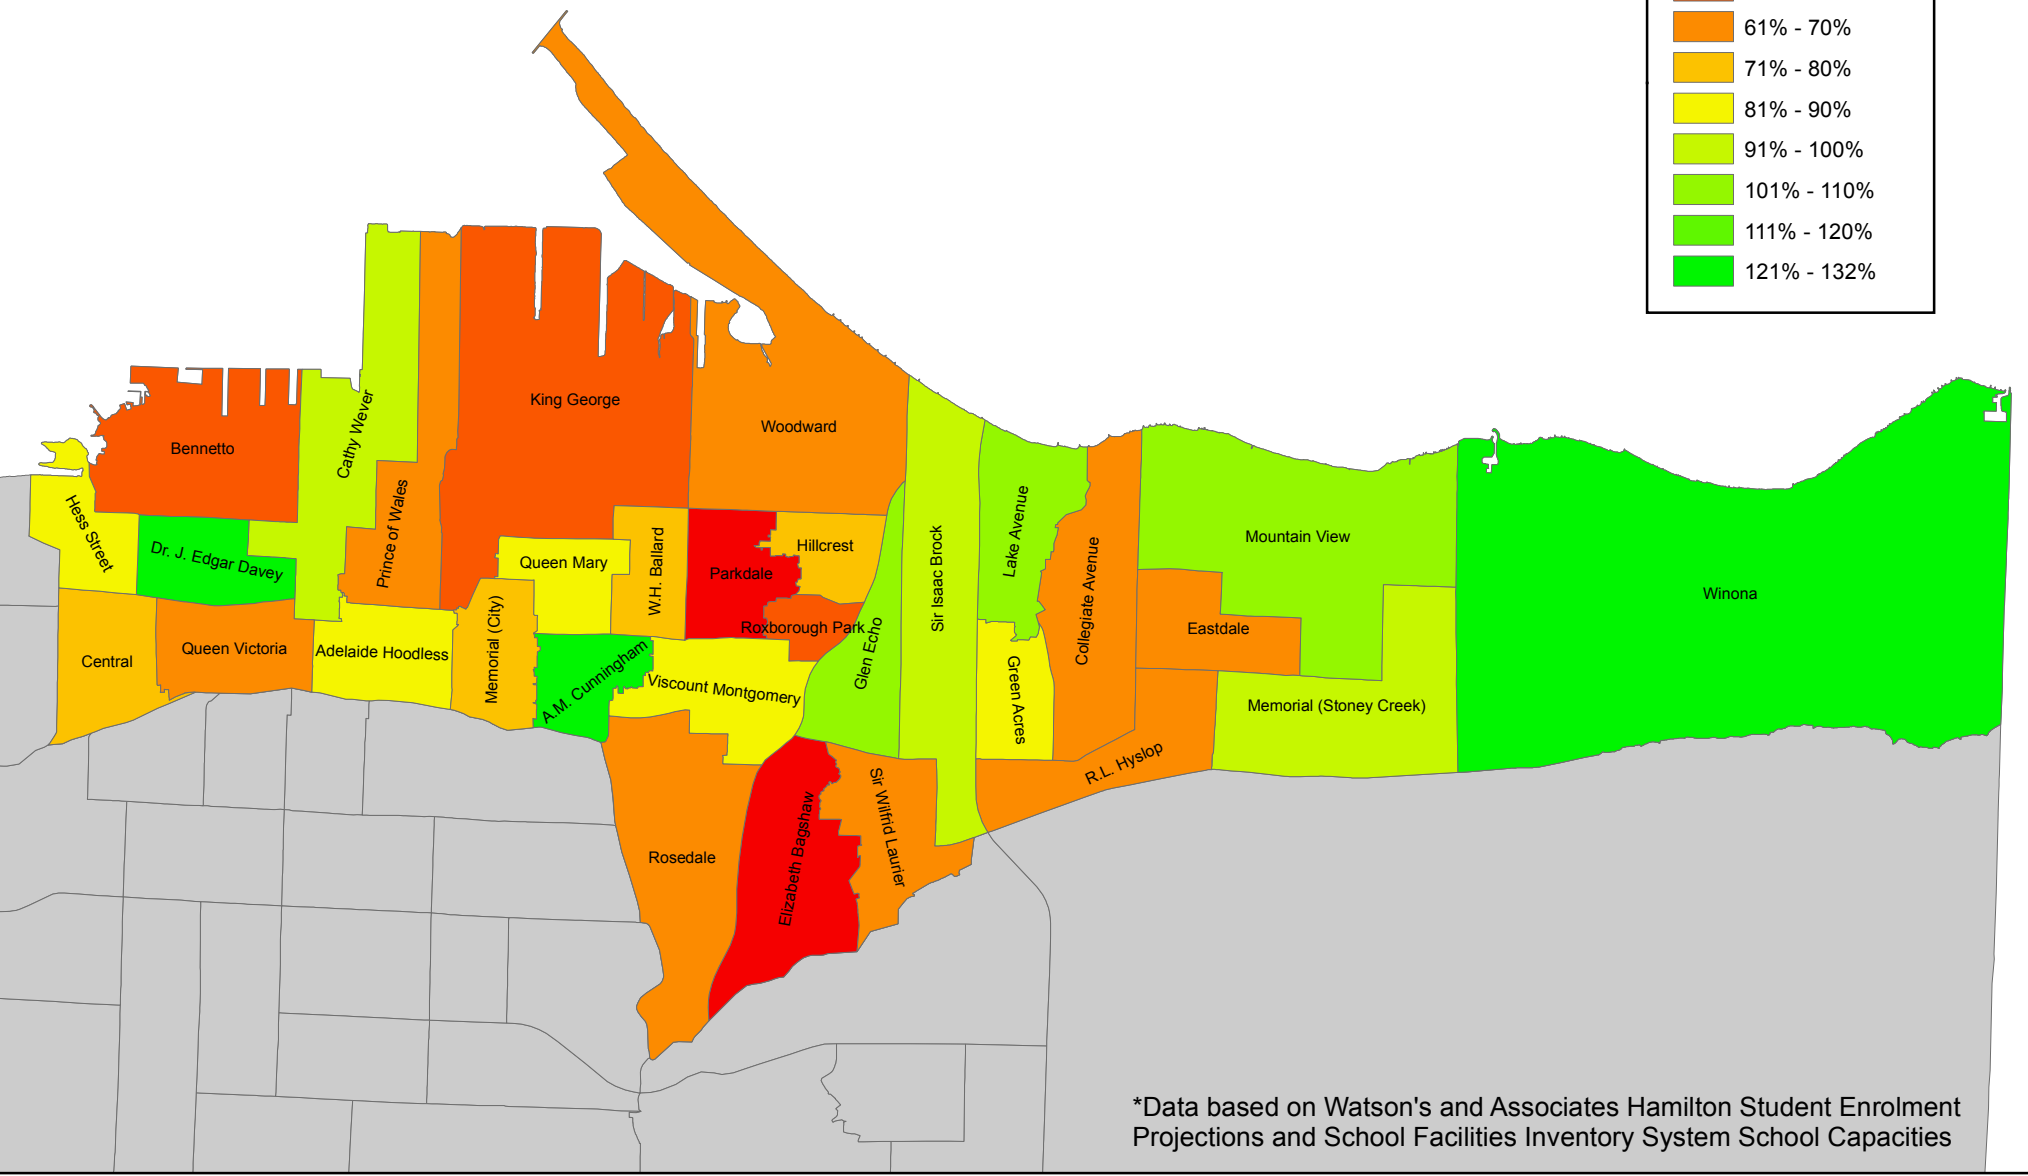 61% - 70%
71% - 80%
81% - 90%
91% - 100%
101% - 110%
111% - 120%
121% - 132%
King George
Cathy Wever
Woodward
Bennetto
Hess Street
Prince of Wales
Lake Avenue
Mountain View
Dr. J. Edgar Davey
Queen Mary
W.H. Ballard
Parkdale
Hillcrest
Sir Isaac Brock
Collegiate Avenue
Winona
Central
Queen Victoria
Adelaide Hoodless
Memorial (City)
A.M. Cunningham
Roxborough Park
Viscount Montgomery
Glen Echo
Green Acres
Eastdale
Memorial (Stoney Creek)
R.L. Hyslop
Rosedale
Elizabeth Bagshaw
Sir Wilfrid Laurier
*Data based on Watson's and Associates Hamilton Student Enrolment
Projections and School Facilities Inventory System School Capacities